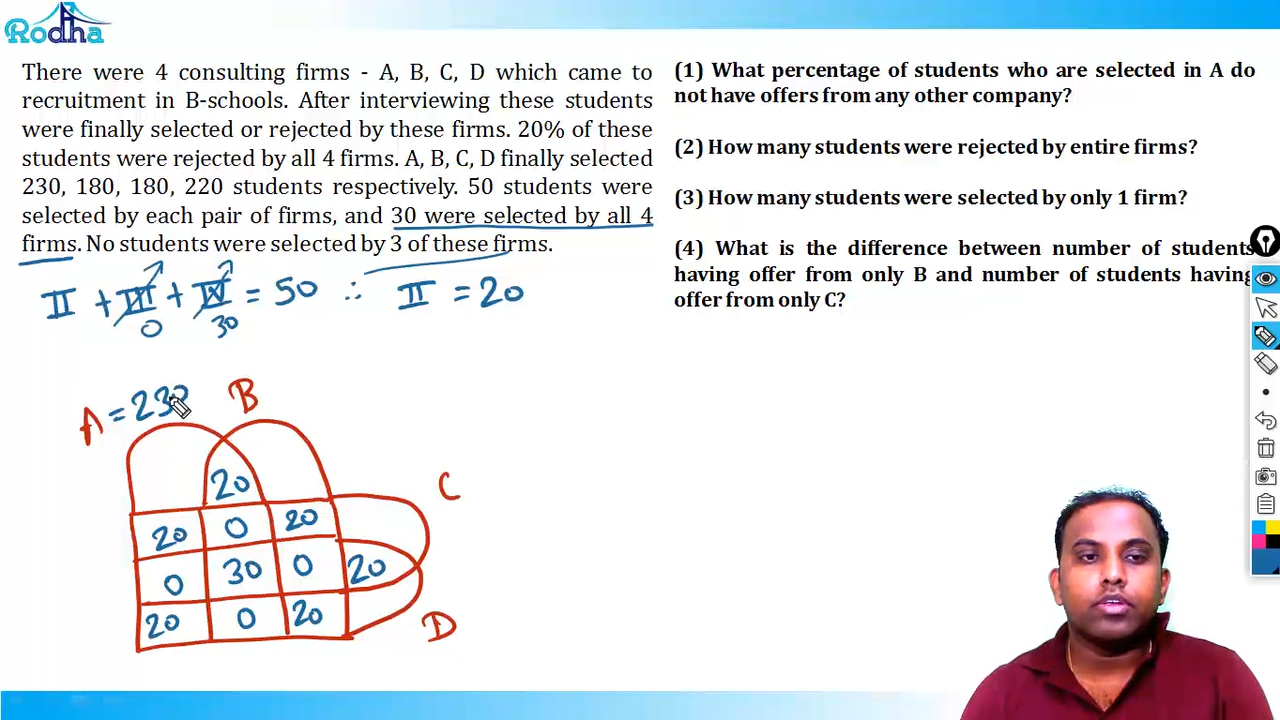 Rodha
There were 4 consulting firms - A, B, C, D which came to
recruitment in B-schools. After interviewing these students
were finally selected or rejected by these firms. 20% of these
students were rejected by all 4 firms. A, B, C, D finally selected
230, 180, 180, 220 students respectively. 50 students were
selected by each pair of firms, and 30 were selected by all 4
firms. No students were selected by 3 of these firms.
II + III + IV = 50 ∴ II = 20
0 30
A = 230 B
C
20
20 0 20
0 30 0 20
20 0 20
D
(1) What percentage of students who are selected in A do
not have offers from any other company?
(2) How many students were rejected by entire firms?
(3) How many students were selected by only 1 firm?
(4) What is the difference between number of students
having offer from only B and number of students having
offer from only C?